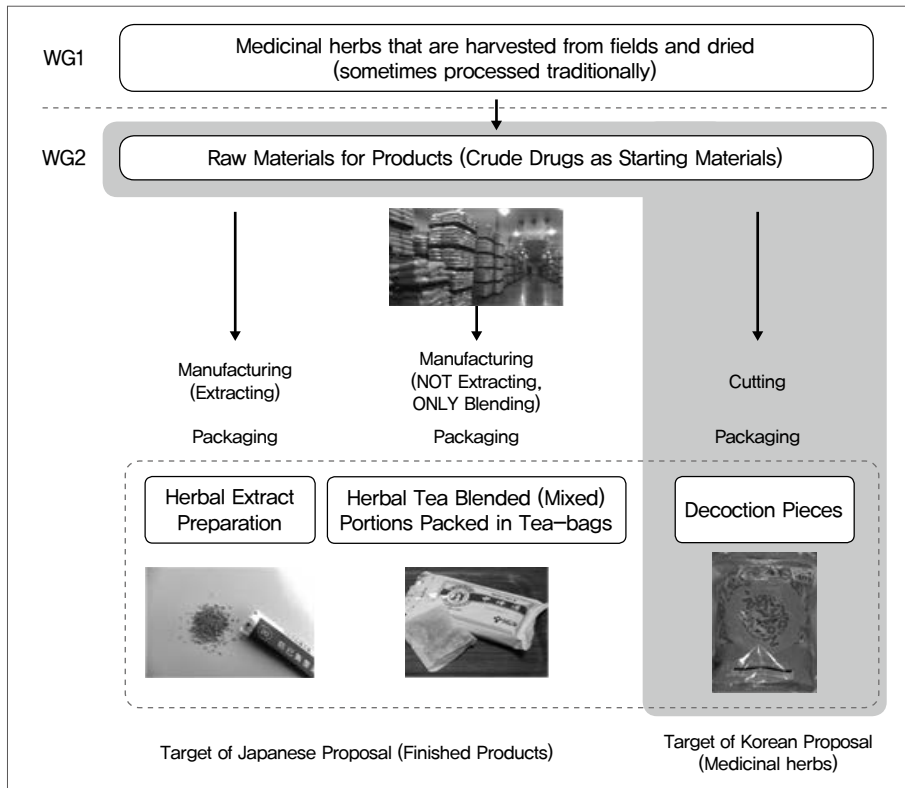 WG1
Medicinal herbs that are harvested from fields and dried
(sometimes processed traditionally)
WG2
Raw Materials for Products (Crude Drugs as Starting Materials)
Manufacturing
(Extracting)
Packaging
Manufacturing
(NOT Extracting,
ONLY Blending)
Packaging
Cutting
Packaging
Herbal Extract
Preparation
Herbal Tea Blended (Mixed)
Portions Packed in Tea-bags
Decoction Pieces
Target of Japanese Proposal (Finished Products)
Target of Korean Proposal
(Medicinal herbs)